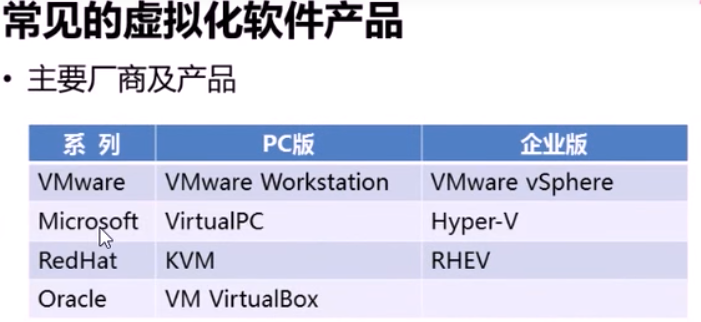 常见的虚拟化软件产品
• 主要厂商及产品
系 列 PC版 企业版
VMware VMware Workstation VMware vSphere
Microsoft VirtualPC Hyper-V
RedHat KVM RHEV
Oracle VM VirtualBox